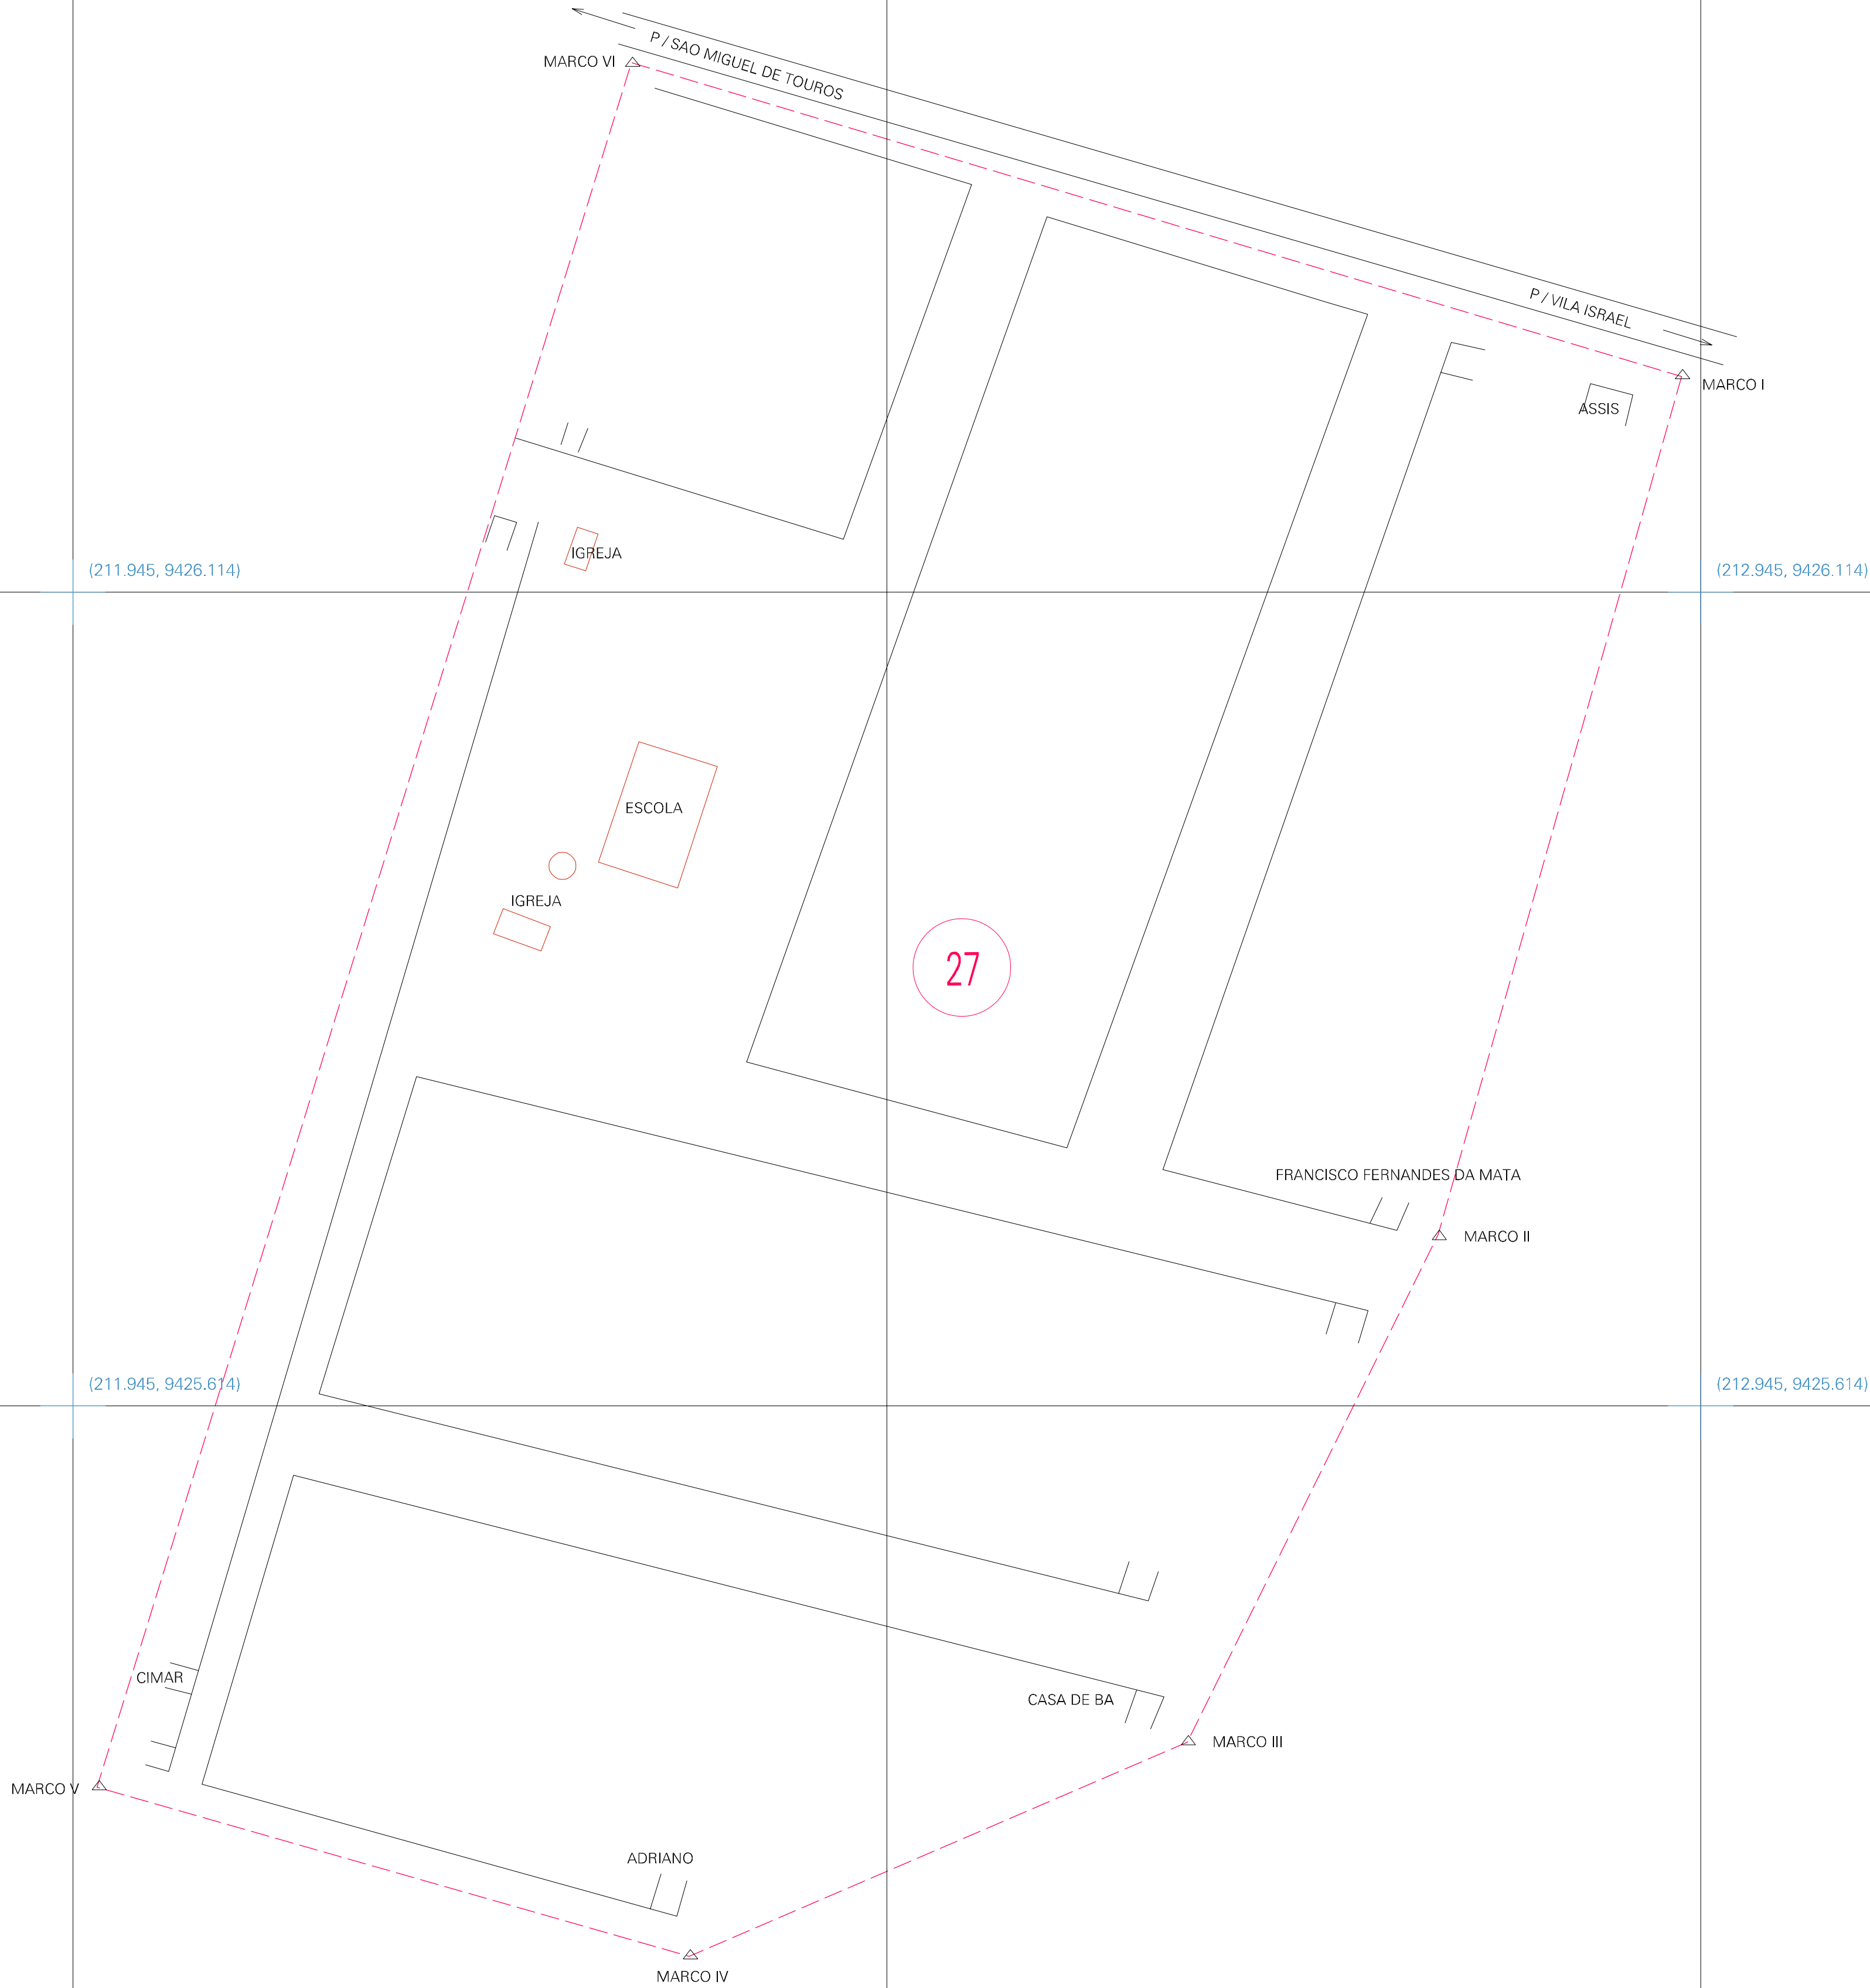 P / SAO MIGUEL DE TOUROS
MARCO VI
P / VILA ISRAEL
MARCO I
ASSIS
IGREJA
(211.945, 9426.114)
(212.945, 9426.114)
ESCOLA
IGREJA
27
FRANCISCO FERNANDES DA MATA
MARCO II
(211.945, 9425.614)
(212.945, 9425.614)
CIMAR
CASA DE BA
MARCO III
MARCO V
ADRIANO
MARCO IV